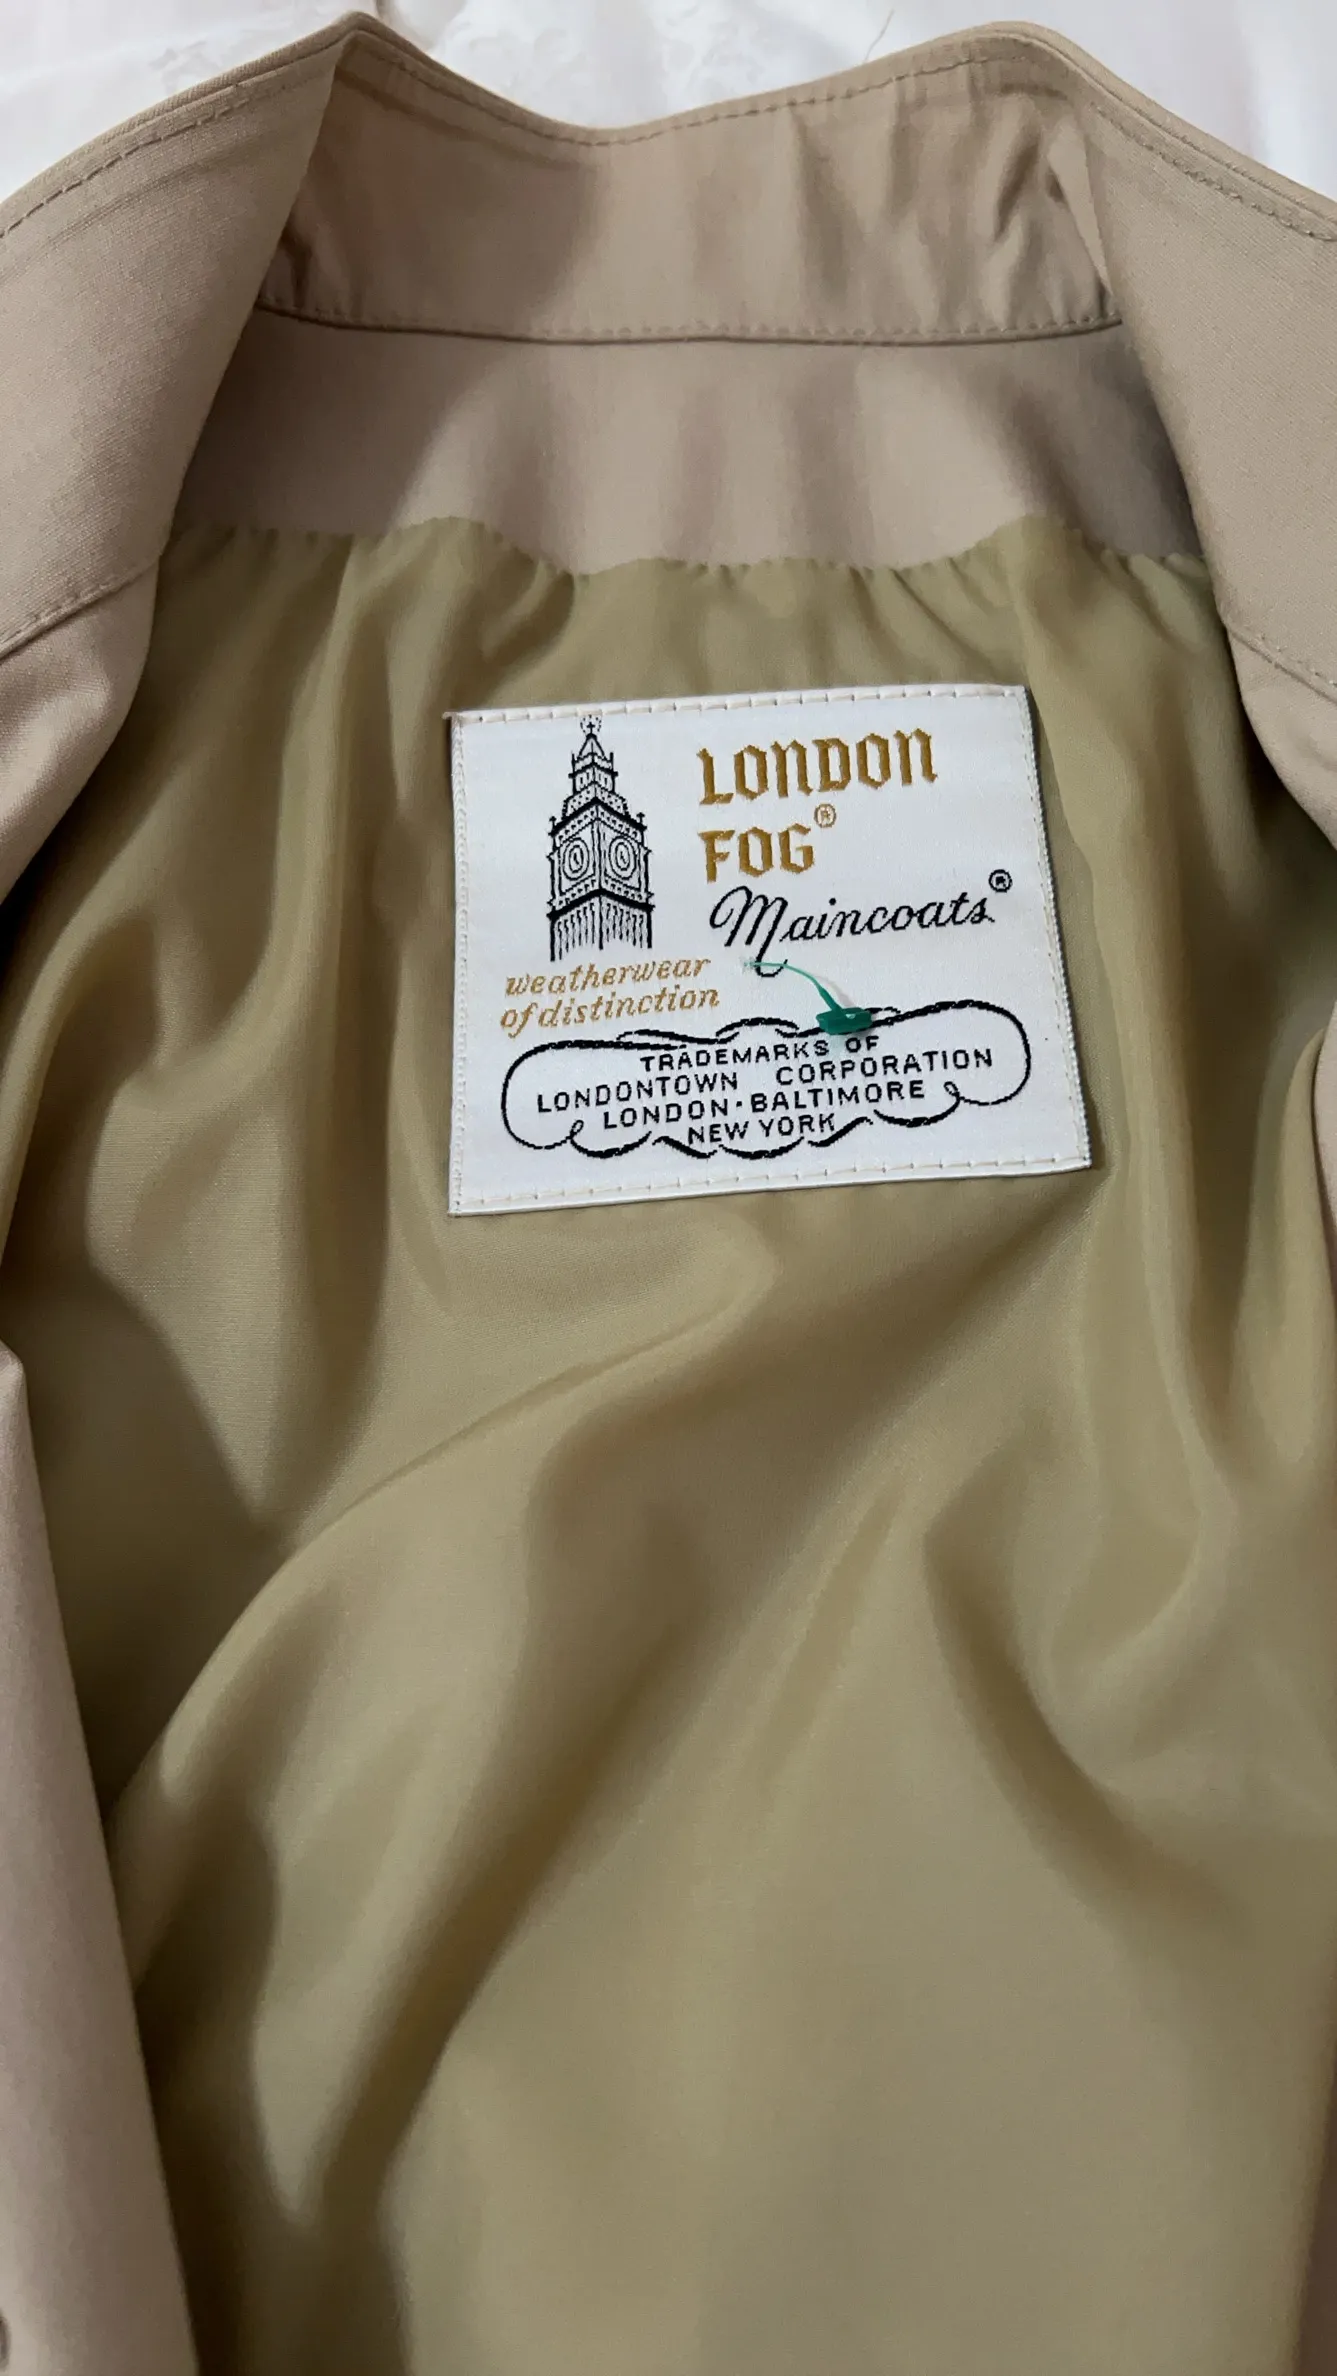 LONDON
FOG®
Maincoats®
weatherwear
of distinction
TRADEMARKS OF
LONDONTOWN CORPORATION
LONDON·BALTIMORE
NEW YORK